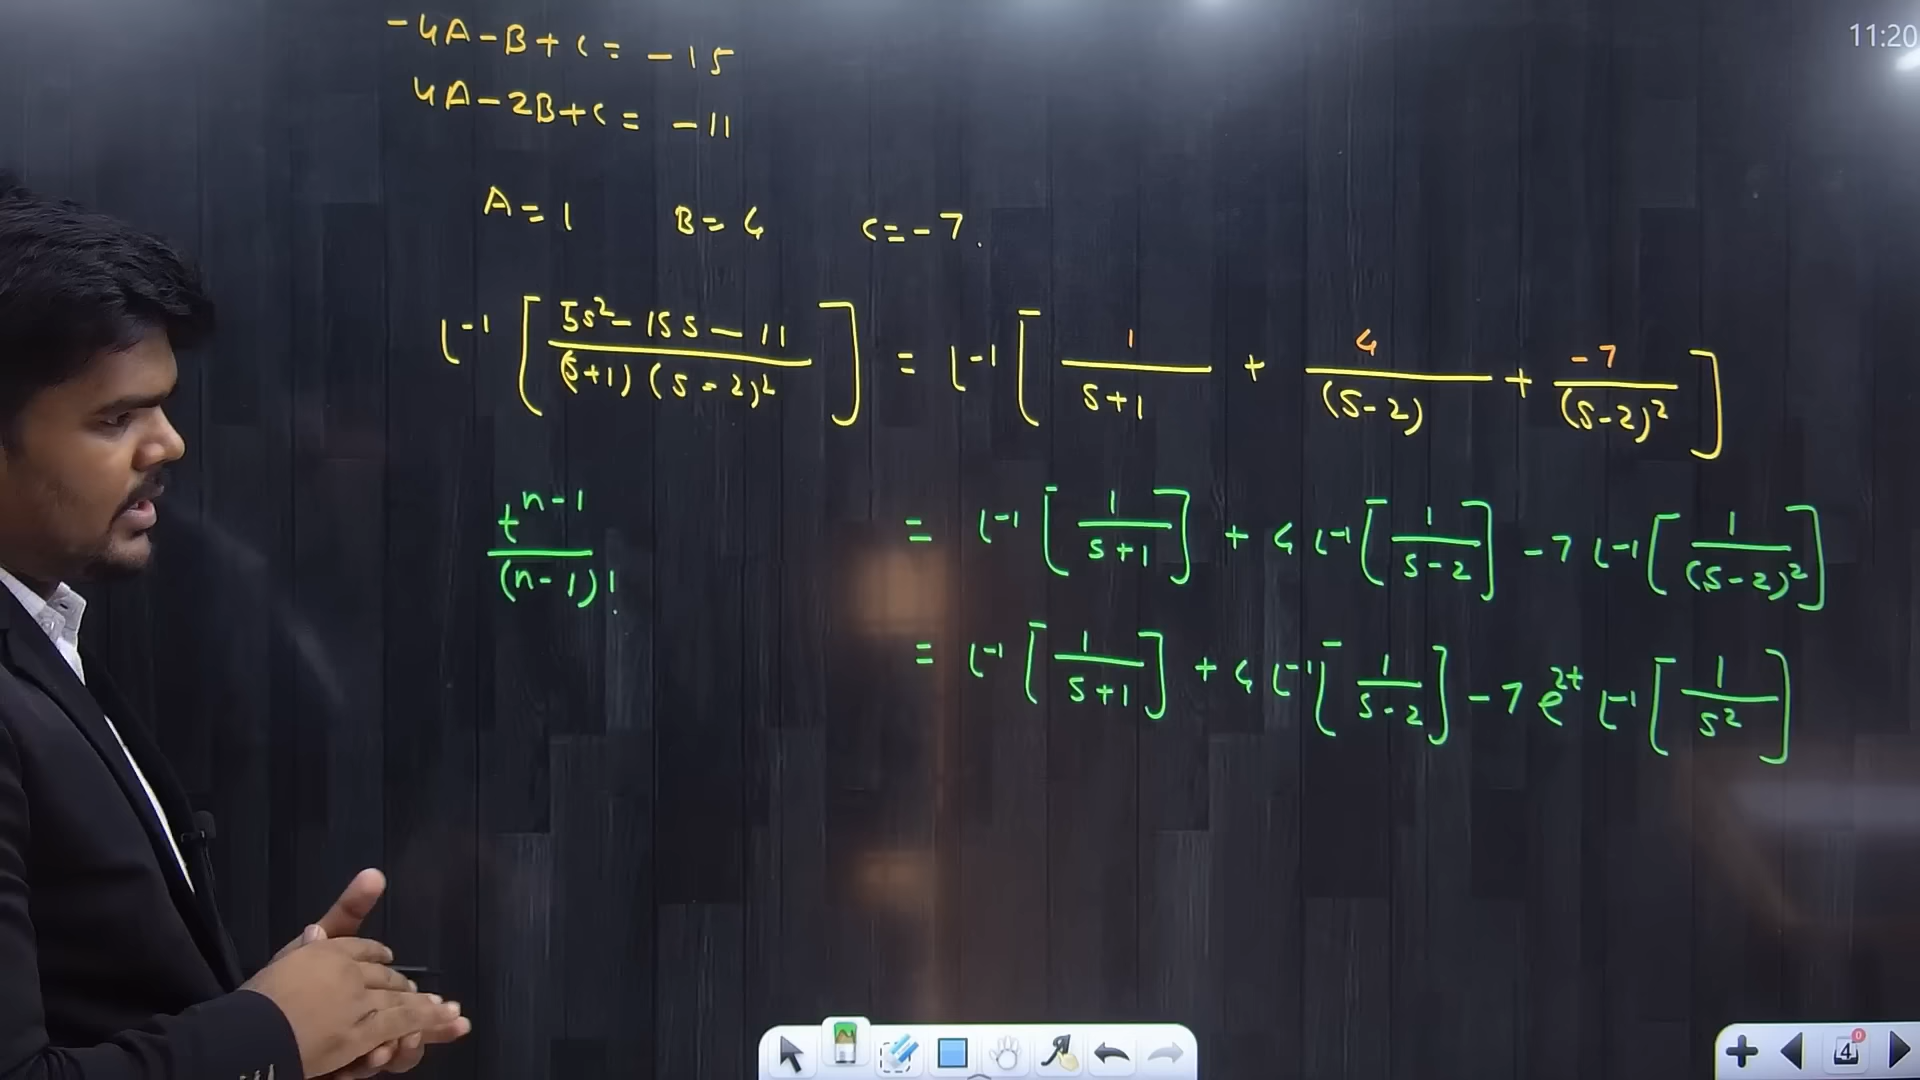 11:20
-4A-B+C = -15
4A-2B+C = -11
A=1 B=4 C=-7.
L⁻¹ [ 5s²-15s-11 / (s+1)(s-2)² ] = L⁻¹ [ 1 / s+1 + 4 / (s-2) + -7 / (s-2)² ]
t^(n-1) / (n-1)!
= L⁻¹ [ 1 / s+1 ] + 4 L⁻¹ [ 1 / s-2 ] - 7 L⁻¹ [ 1 / (s-2)² ]
= L⁻¹ [ 1 / s+1 ] + 4 L⁻¹ [ 1 / s-2 ] - 7 e^2t L⁻¹ [ 1 / s² ]
4
0